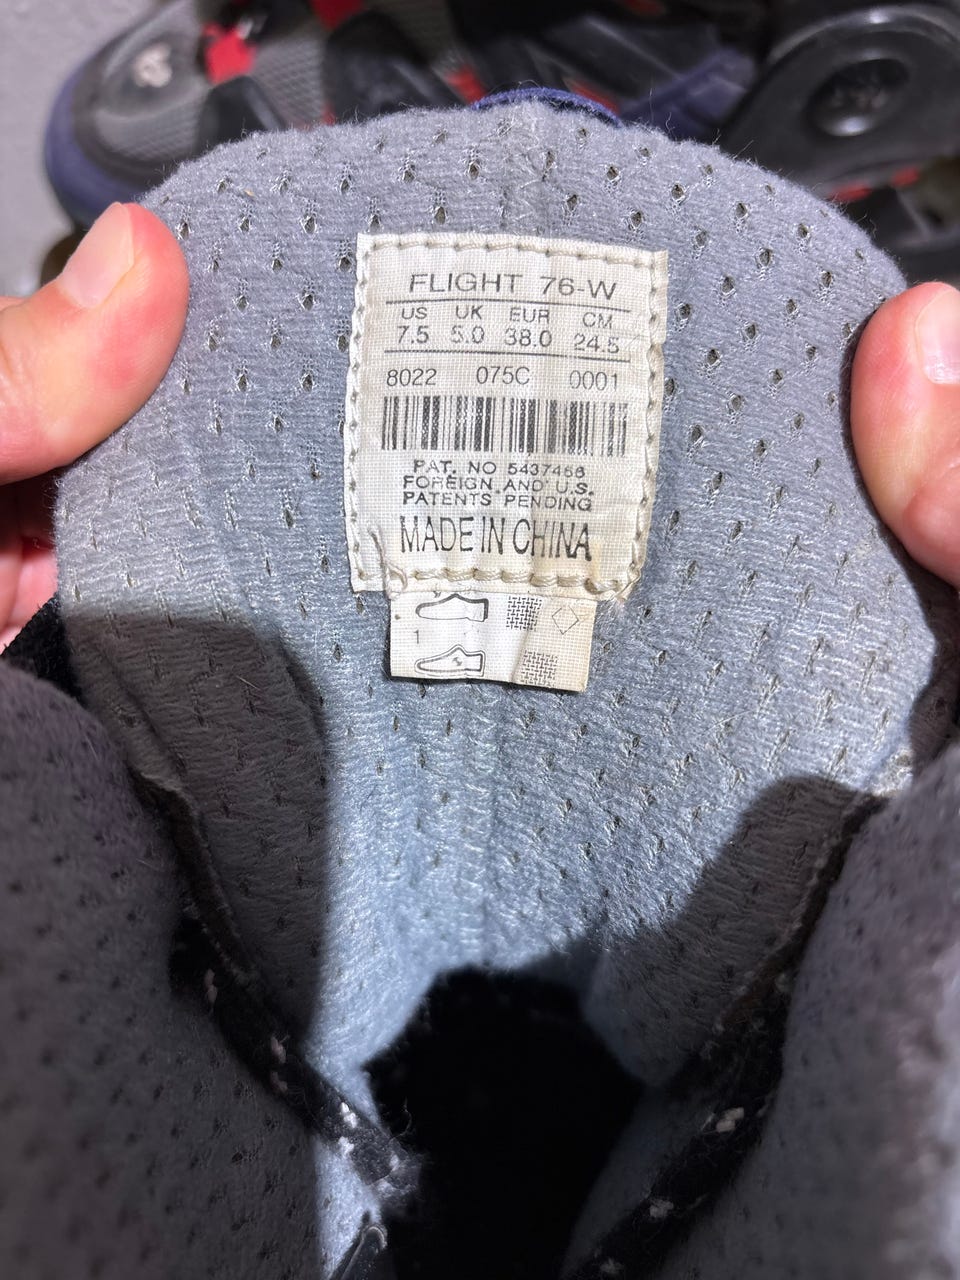 FLIGHT 76-W
US UK EUR CM
7.5 5.0 38.0 24.5
8022 075C 0001
PAT. NO 5437466
FOREIGN AND U.S.
PATENTS PENDING
MADE IN CHINA
1